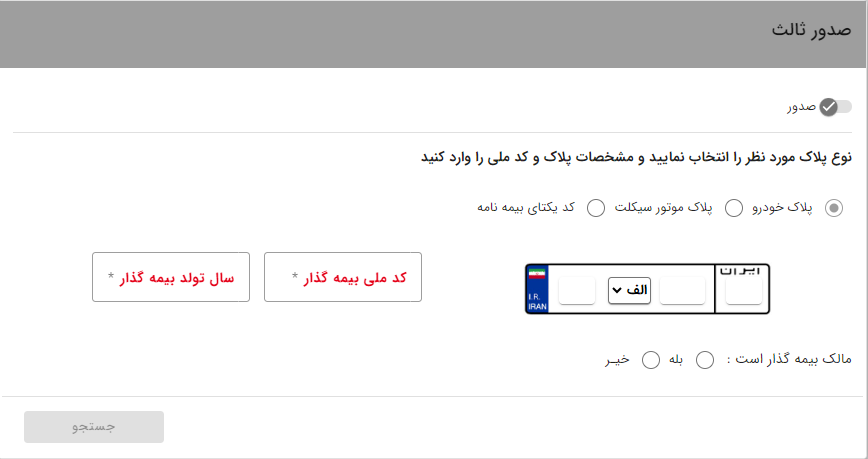 صدور ثالث
صدور
نوع پلاک مورد نظر را انتخاب نمایید و مشخصات پلاک و کد ملی را وارد کنید
پلاک خودرو پلاک موتور سیکلت کد یکتای بیمه نامه
ایران
الف
I.R.
IRAN
کد ملی بیمه گذار * سال تولد بیمه گذار *
مالک بیمه گذار است : بله خیر
جستجو